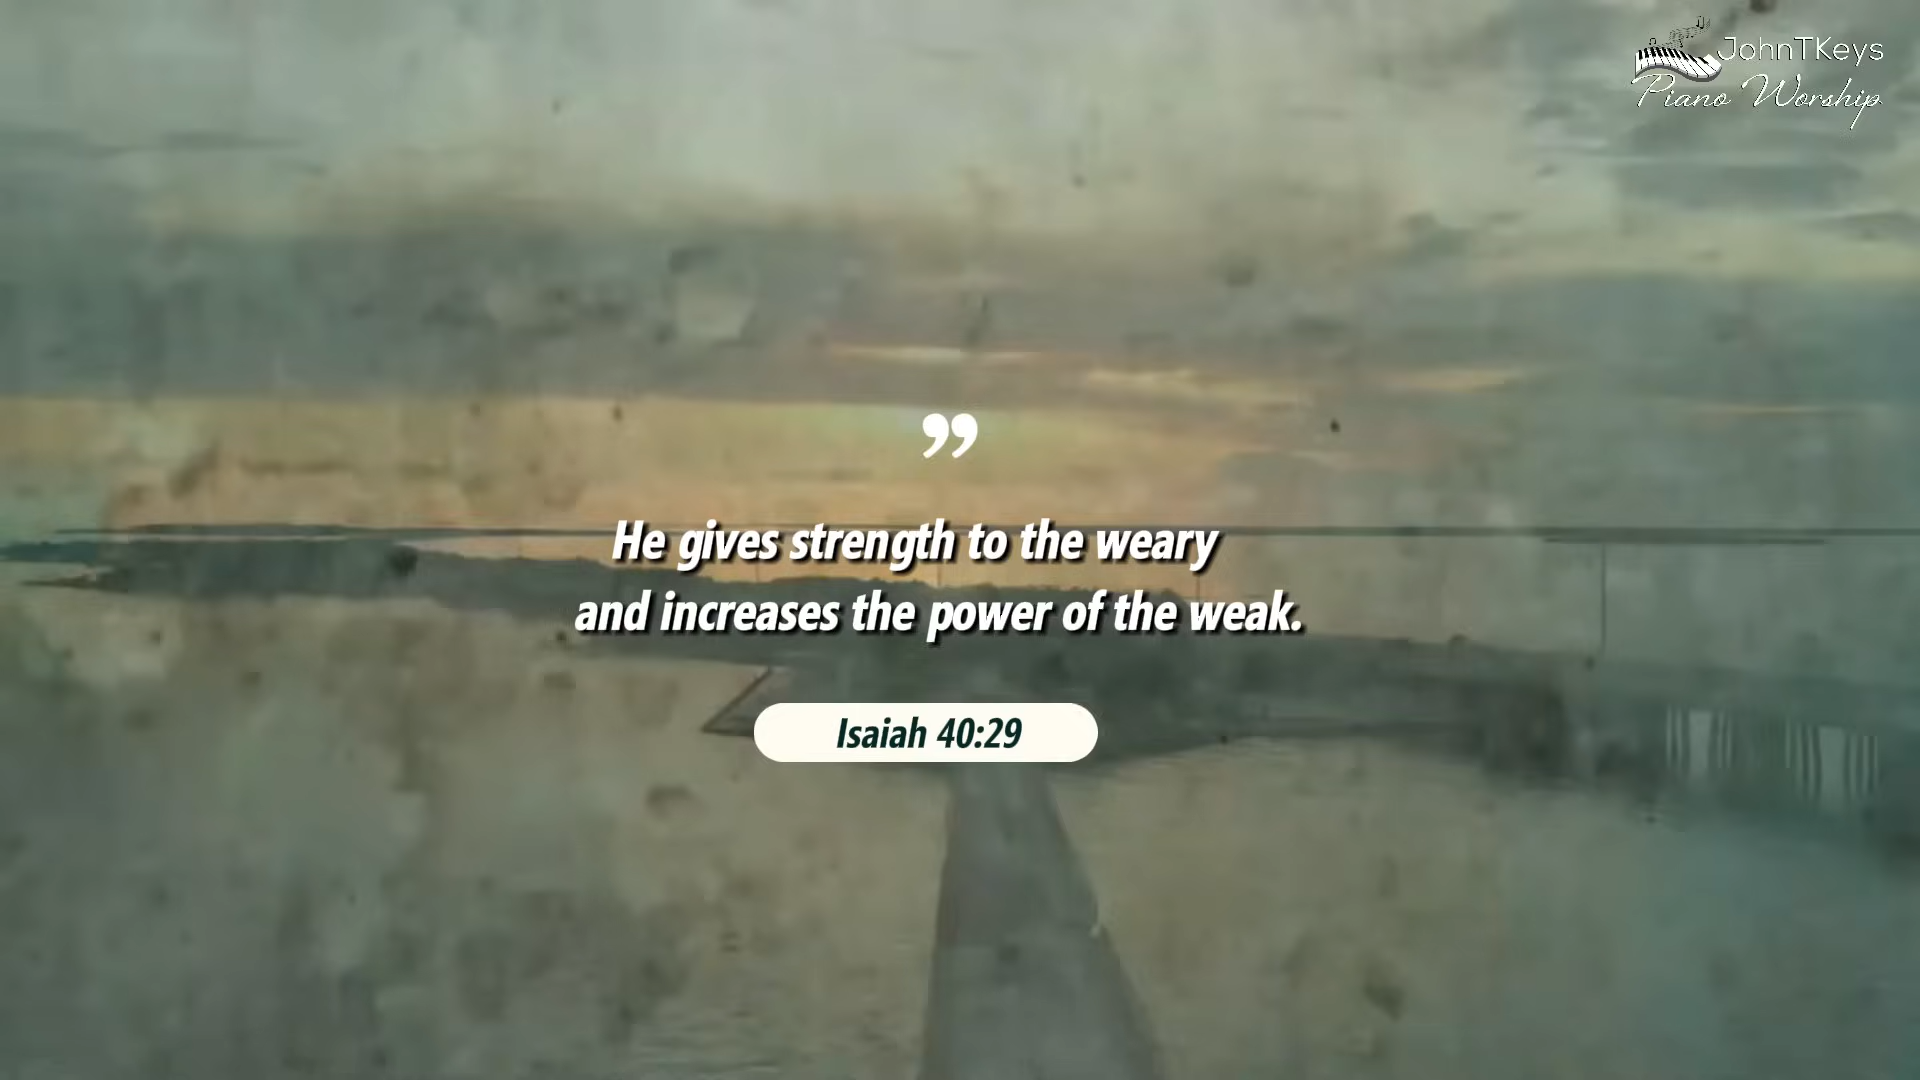 JohnTKeys
Piano Worship
”
He gives strength to the weary
and increases the power of the weak.
Isaiah 40:29